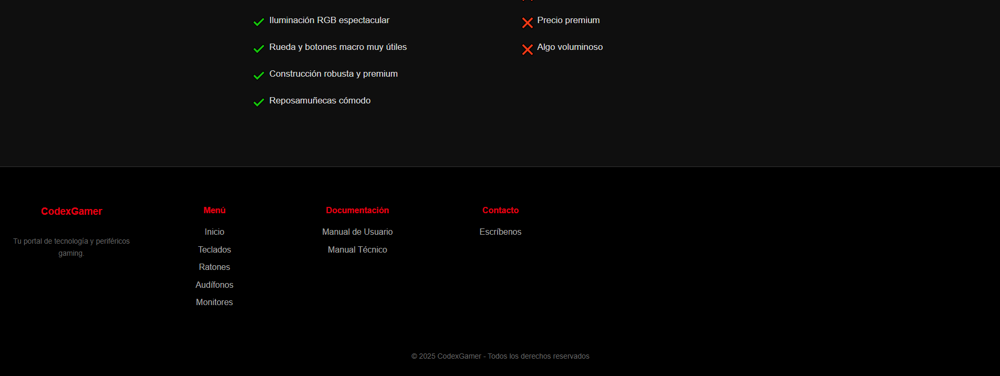 Iluminación RGB espectacular
Rueda y botones macro muy útiles
Construcción robusta y premium
Reposamuñecas cómodo
Precio premium
Algo voluminoso
CodexGamer
Tu portal de tecnología y periféricos
gaming.
Menú
Inicio
Teclados
Ratones
Audífonos
Monitores
Documentación
Manual de Usuario
Manual Técnico
Contacto
Escríbenos
© 2025 CodexGamer - Todos los derechos reservados